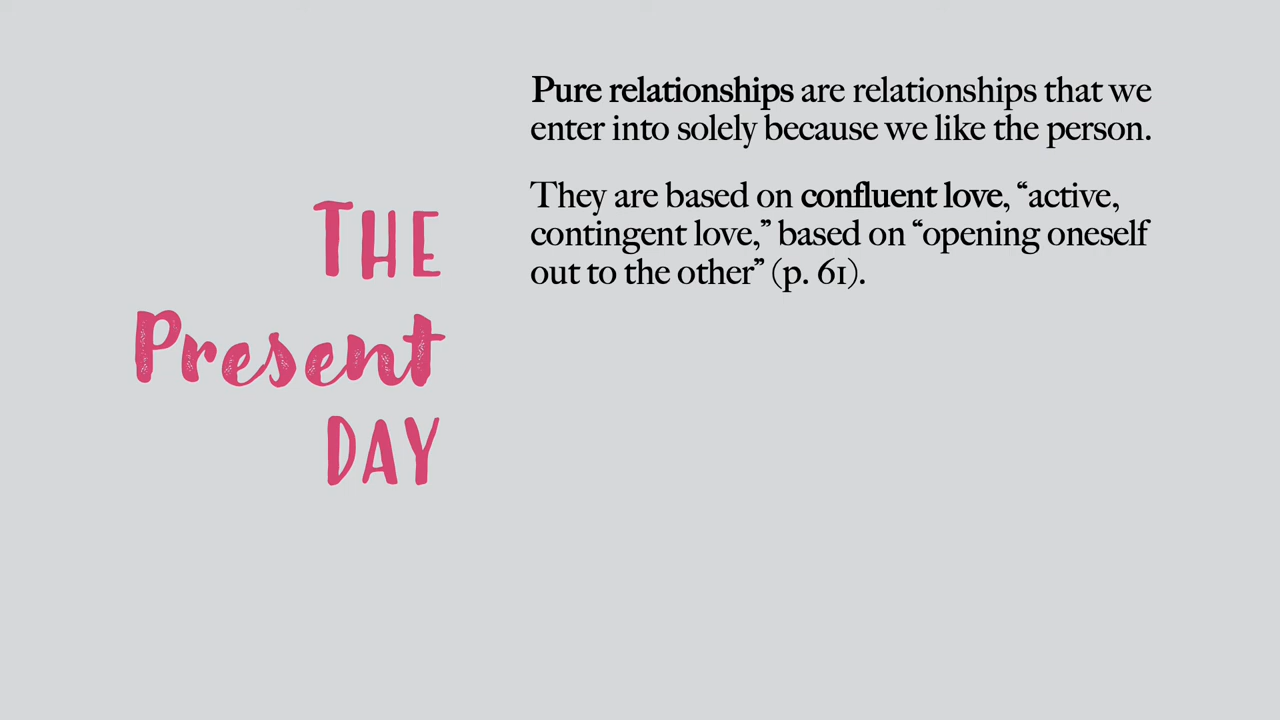 THE
Present
DAY
Pure relationships are relationships that we
enter into solely because we like the person.
They are based on confluent love, “active,
contingent love,” based on “opening oneself
out to the other” (p. 61).